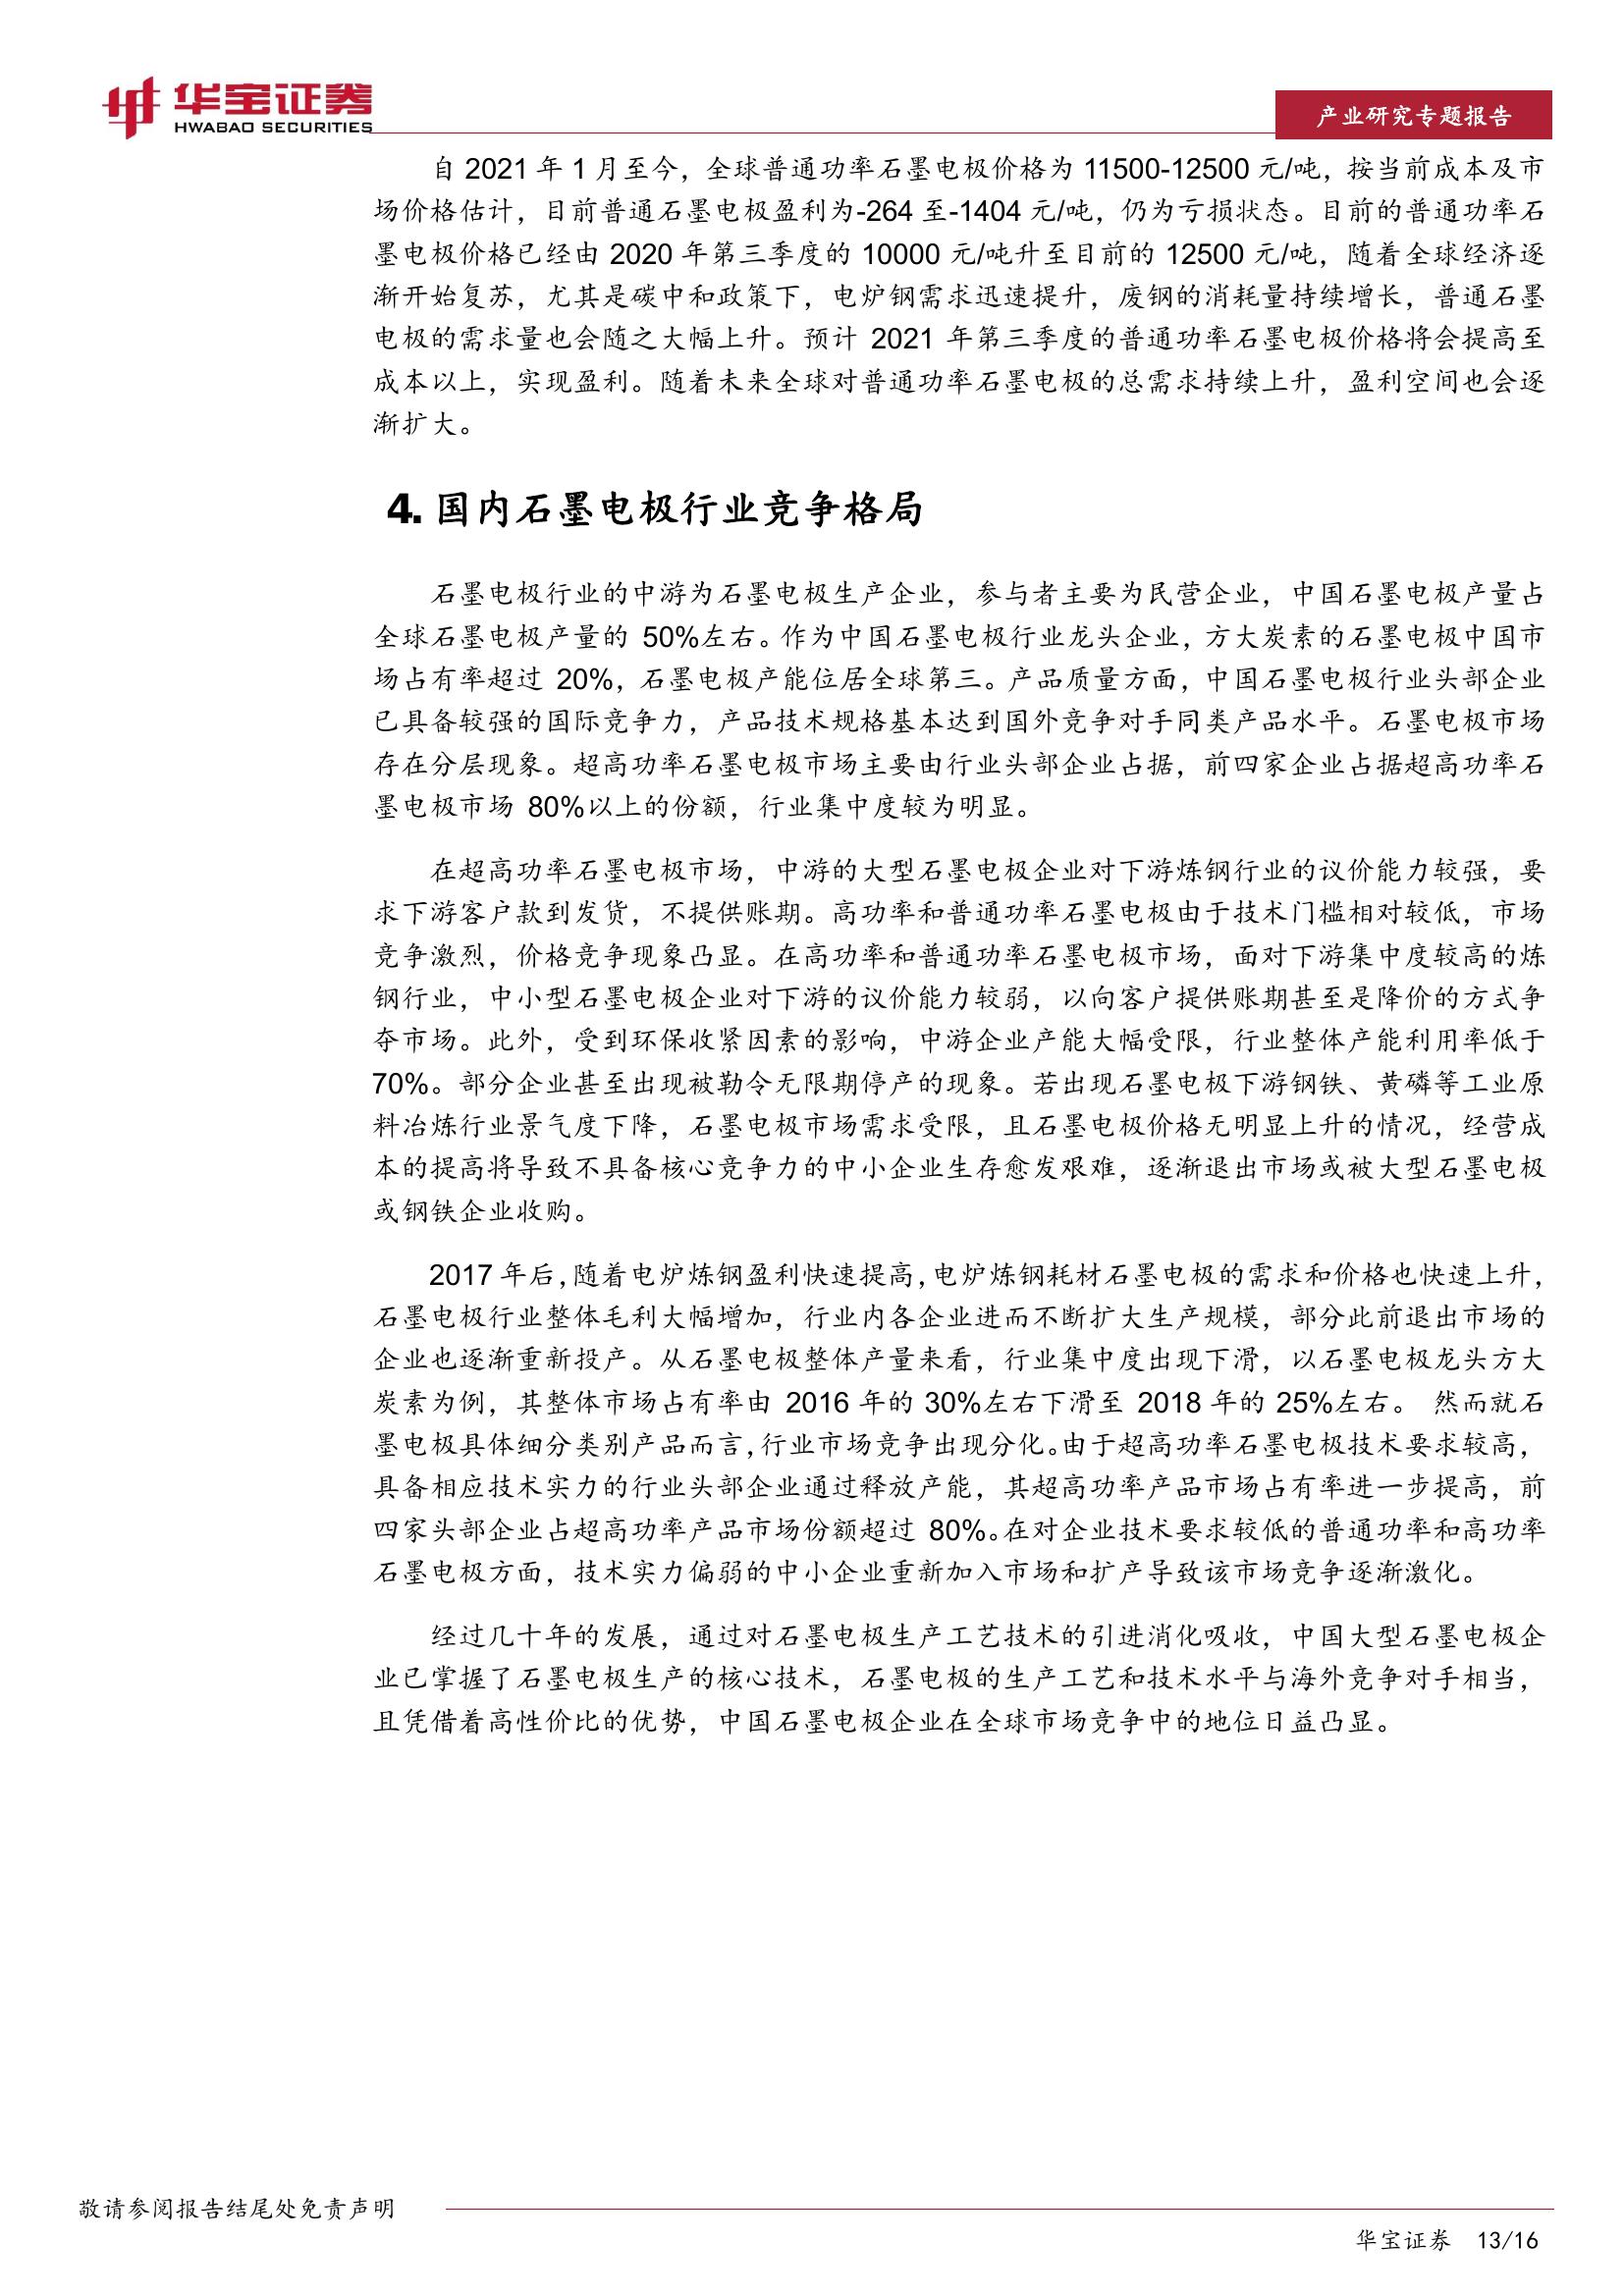 华宝证券
HWABAO SECURITIES
产业研究专题报告
自 2021 年 1 月至今，全球普通功率石墨电极价格为 11500-12500 元/吨，按当前成本及市
场价格估计，目前普通石墨电极盈利为-264 至-1404 元/吨，仍为亏损状态。目前的普通功率石
墨电极价格已经由 2020 年第三季度的 10000 元/吨升至目前的 12500 元/吨，随着全球经济逐
渐开始复苏，尤其是碳中和政策下，电炉钢需求迅速提升，废钢的消耗量持续增长，普通石墨
电极的需求量也会随之大幅上升。预计 2021 年第三季度的普通功率石墨电极价格将会提高至
成本以上，实现盈利。随着未来全球对普通功率石墨电极的总需求持续上升，盈利空间也会逐
渐扩大。
4. 国内石墨电极行业竞争格局
石墨电极行业的中游为石墨电极生产企业，参与者主要为民营企业，中国石墨电极产量占
全球石墨电极产量的 50%左右。作为中国石墨电极行业龙头企业，方大炭素的石墨电极中国市
场占有率超过 20%，石墨电极产能位居全球第三。产品质量方面，中国石墨电极行业头部企业
已具备较强的国际竞争力，产品技术规格基本达到国外竞争对手同类产品水平。石墨电极市场
存在分层现象。超高功率石墨电极市场主要由行业头部企业占据，前四家企业占据超高功率石
墨电极市场 80%以上的份额，行业集中度较为明显。
在超高功率石墨电极市场，中游的大型石墨电极企业对下游炼钢行业的议价能力较强，要
求下游客户款到发货，不提供账期。高功率和普通功率石墨电极由于技术门槛相对较低，市场
竞争激烈，价格竞争现象凸显。在高功率和普通功率石墨电极市场，面对下游集中度较高的炼
钢行业，中小型石墨电极企业对下游的议价能力较弱，以向客户提供账期甚至是降价的方式争
夺市场。此外，受到环保收紧因素的影响，中游企业产能大幅受限，行业整体产能利用率低于
70%。部分企业甚至出现被勒令无限期停产的现象。若出现石墨电极下游钢铁、黄磷等工业原
料冶炼行业景气度下降，石墨电极市场需求受限，且石墨电极价格无明显上升的情况，经营成
本的提高将导致不具备核心竞争力的中小企业生存愈发艰难，逐渐退出市场或被大型石墨电极
或钢铁企业收购。
2017 年后，随着电炉炼钢盈利快速提高，电炉炼钢耗材石墨电极的需求和价格也快速上升，
石墨电极行业整体毛利大幅增加，行业内各企业进而不断扩大生产规模，部分此前退出市场的
企业也逐渐重新投产。从石墨电极整体产量来看，行业集中度出现下滑，以石墨电极龙头方大
炭素为例，其整体市场占有率由 2016 年的 30%左右下滑至 2018 年的 25%左右。 然而就石
墨电极具体细分类别产品而言，行业市场竞争出现分化。由于超高功率石墨电极技术要求较高，
具备相应技术实力的行业头部企业通过释放产能，其超高功率产品市场占有率进一步提高，前
四家头部企业占超高功率产品市场份额超过 80%。在对企业技术要求较低的普通功率和高功率
石墨电极方面，技术实力偏弱的中小企业重新加入市场和扩产导致该市场竞争逐渐激化。
经过几十年的发展，通过对石墨电极生产工艺技术的引进消化吸收，中国大型石墨电极企
业已掌握了石墨电极生产的核心技术，石墨电极的生产工艺和技术水平与海外竞争对手相当，
且凭借着高性价比的优势，中国石墨电极企业在全球市场竞争中的地位日益凸显。
敬请参阅报告结尾处免责声明
华宝证券 13/16